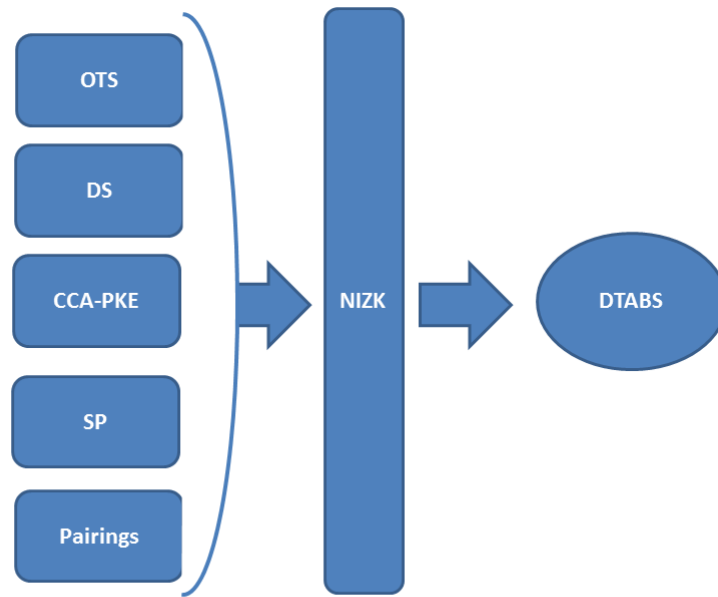 OTS
DS
CCA-PKE
SP
Pairings
NIZK
DTABS